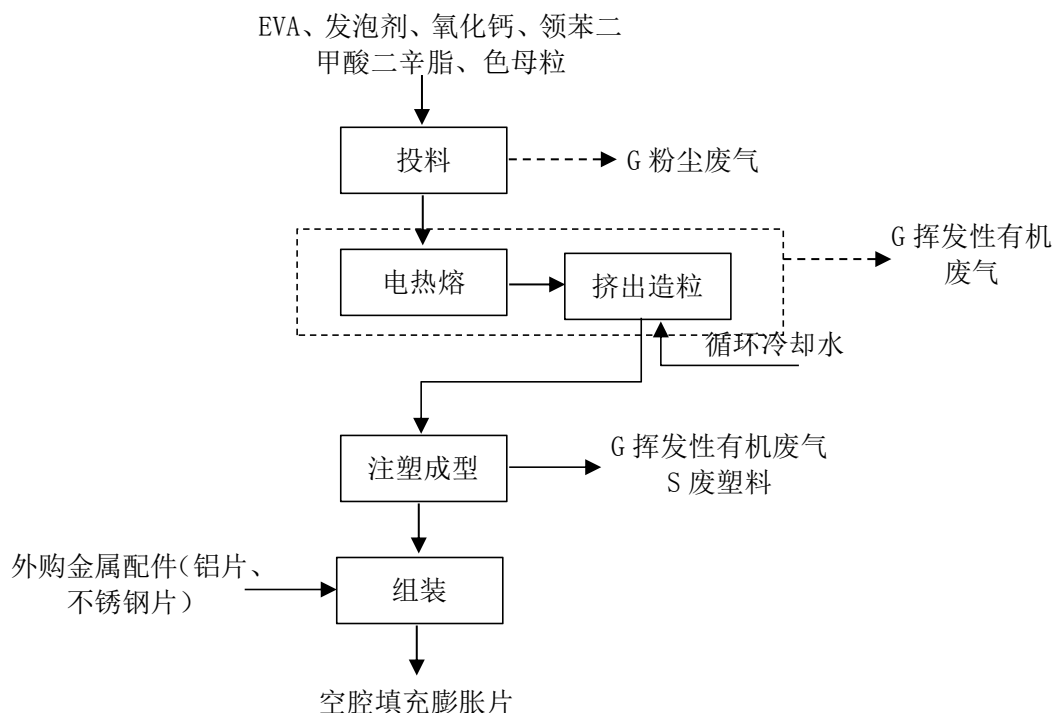 EVA、发泡剂、氧化钙、领苯二
甲酸二辛脂、色母粒
投料
G 粉尘废气
G 挥发性有机
废气
电热熔
挤出造粒
循环冷却水
注塑成型
G 挥发性有机废气
S 废塑料
外购金属配件（铝片、
不锈钢片）
组装
空腔填充膨胀片